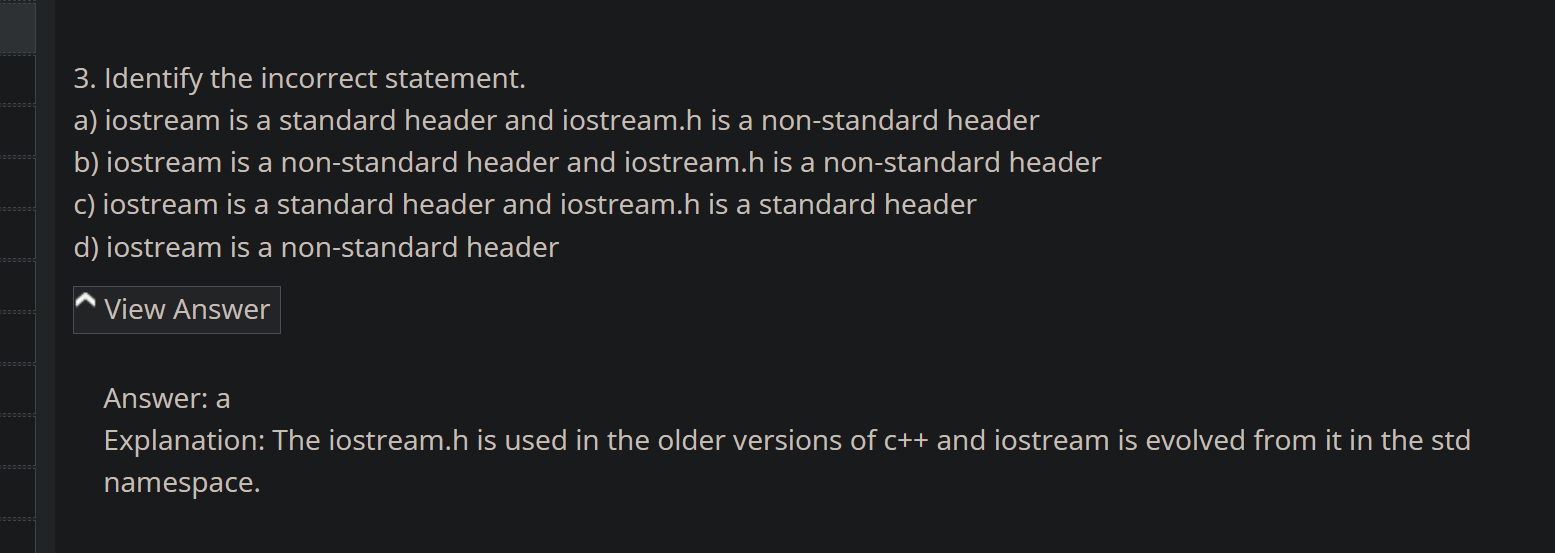 3. Identify the incorrect statement.
a) iostream is a standard header and iostream.h is a non-standard header
b) iostream is a non-standard header and iostream.h is a non-standard header
c) iostream is a standard header and iostream.h is a standard header
d) iostream is a non-standard header
View Answer
Answer: a
Explanation: The iostream.h is used in the older versions of c++ and iostream is evolved from it in the std
namespace.